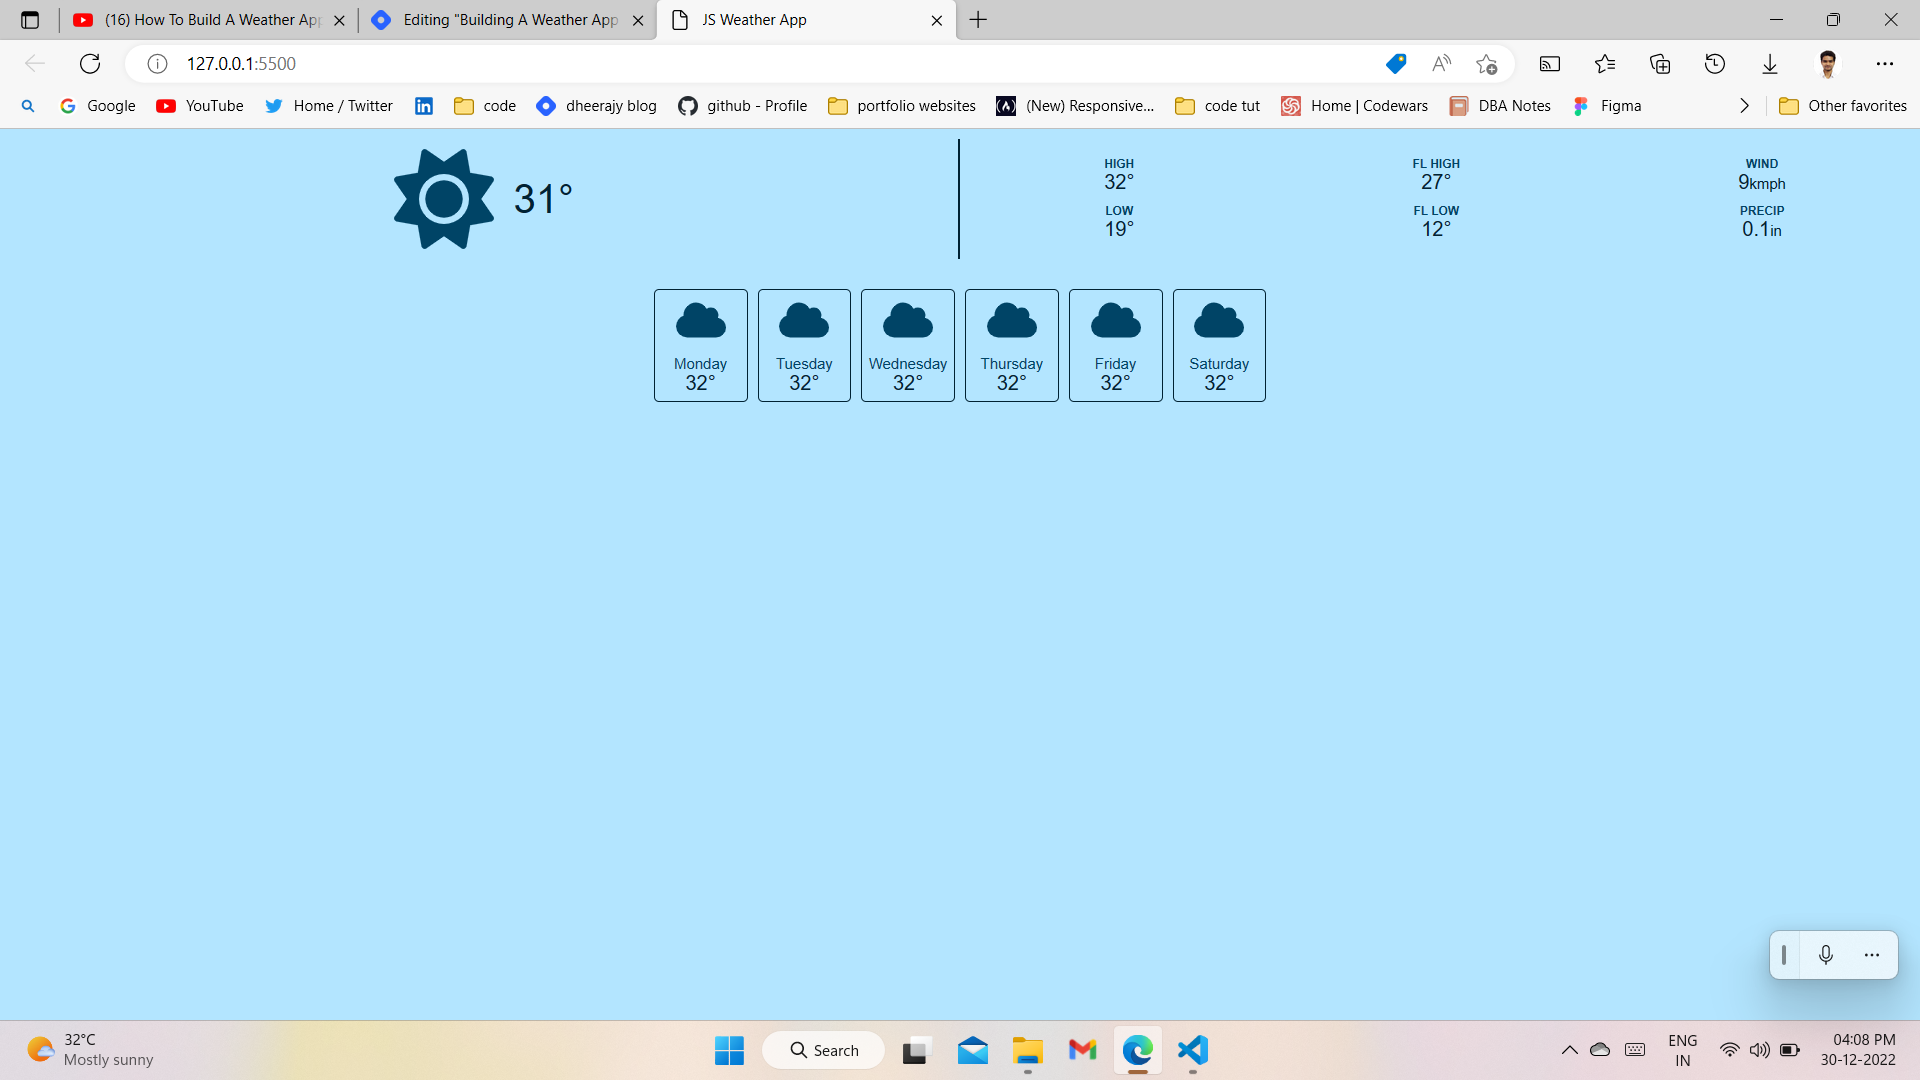 (16) How To Build A Weather App
Editing "Building A Weather App
JS Weather App
127.0.0.1:5500
Google
YouTube
Home / Twitter
code
dheerajy blog
github - Profile
portfolio websites
(New) Responsive...
code tut
Home | Codewars
DBA Notes
Figma
Other favorites
31°
HIGH
32°
LOW
19°
FL HIGH
27°
FL LOW
12°
WIND
9kmph
PRECIP
0.1in
Monday
32°
Tuesday
32°
Wednesday
32°
Thursday
32°
Friday
32°
Saturday
32°
32°C
Mostly sunny
Search
ENG
IN
04:08 PM
30-12-2022